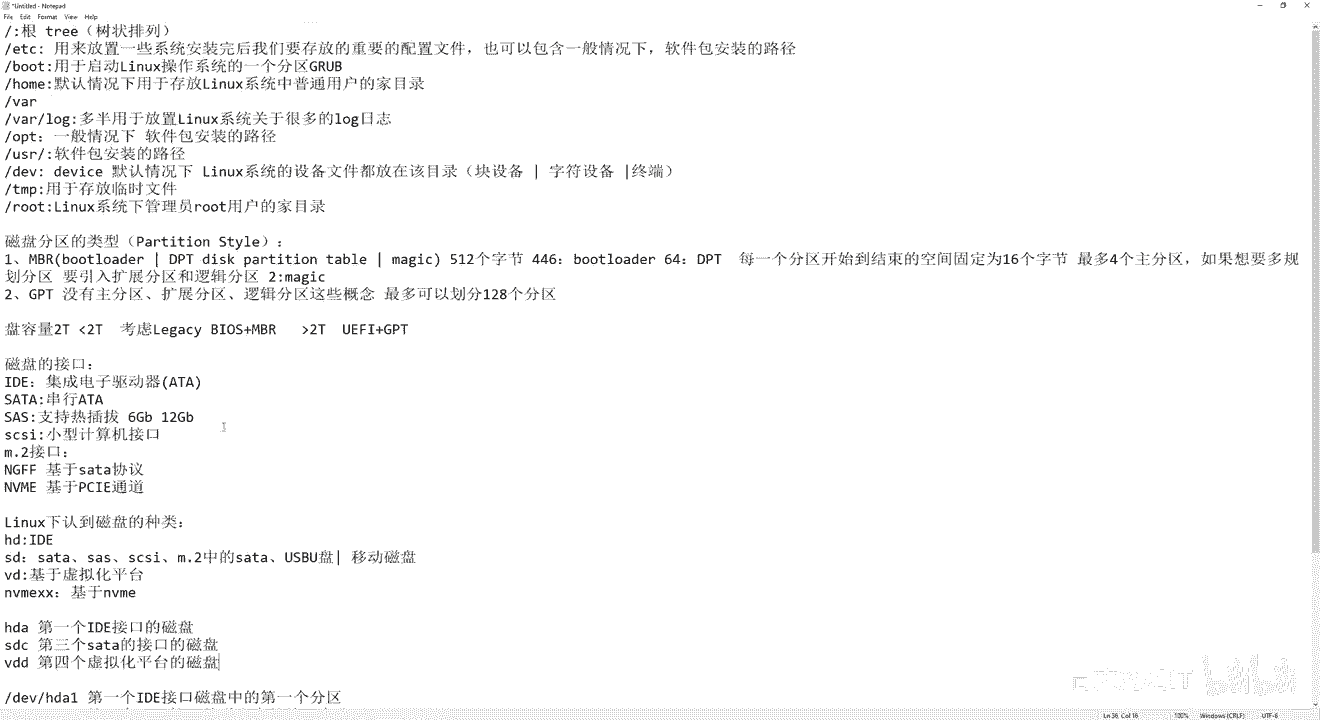 *Untitled - Notepad
File Edit Format View Help
/:根 tree（树状排列）
/etc: 用来放置一些系统安装完后我们要存放的重要的配置文件，也可以包含一般情况下，软件包安装的路径
/boot:用于启动Linux操作系统的一个分区GRUB
/home:默认情况下用于存放Linux系统中普通用户的家目录
/var
/var/log:多半用于放置Linux系统关于很多的log日志
/opt: 一般情况下 软件包安装的路径
/usr/:软件包安装的路径
/dev: device 默认情况下 Linux系统的设备文件都放在该目录（块设备 | 字符设备 |终端）
/tmp:用于存放临时文件
/root:Linux系统下管理员root用户的家目录
磁盘分区的类型（Partition Style）:
1、MBR(bootloader | DPT disk partition table | magic) 512个字节 446: bootloader 64: DPT 每一个分区开始到结束的空间固定为16个字节 最多4个主分区，如果想要多规
划分区 要引入扩展分区和逻辑分区 2:magic
2、GPT 没有主分区、扩展分区、逻辑分区这些概念 最多可以划分128个分区
盘容量2T <2T 考虑Legacy BIOS+MBR >2T UEFI+GPT
磁盘的接口:
IDE: 集成电子驱动器(ATA)
SATA:串行ATA
SAS:支持热插拔 6Gb 12Gb
scsi:小型计算机接口
m.2接口:
NGFF 基于sata协议
NVME 基于PCIE通道
Linux下认到磁盘的种类:
hd:IDE
sd: sata、sas、scsi、m.2中的sata、USBU盘| 移动磁盘
vd:基于虚拟化平台
nvmexx: 基于nvme
hda 第一个IDE接口的磁盘
sdc 第三个sata的接口的磁盘
vdd 第四个虚拟化平台的磁盘
/dev/hda1 第一个IDE接口磁盘中的第一个分区
Ln 36, Col 16 100% Windows (CRLF) UTF-8